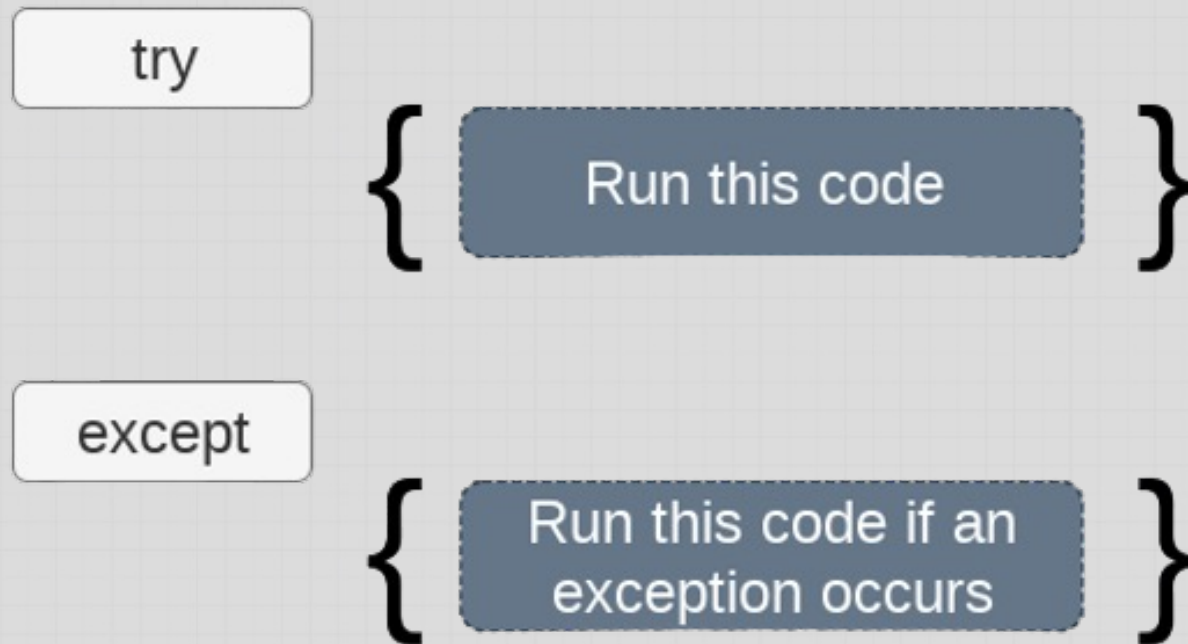 try
{ Run this code }
except
{ Run this code if an
exception occurs }